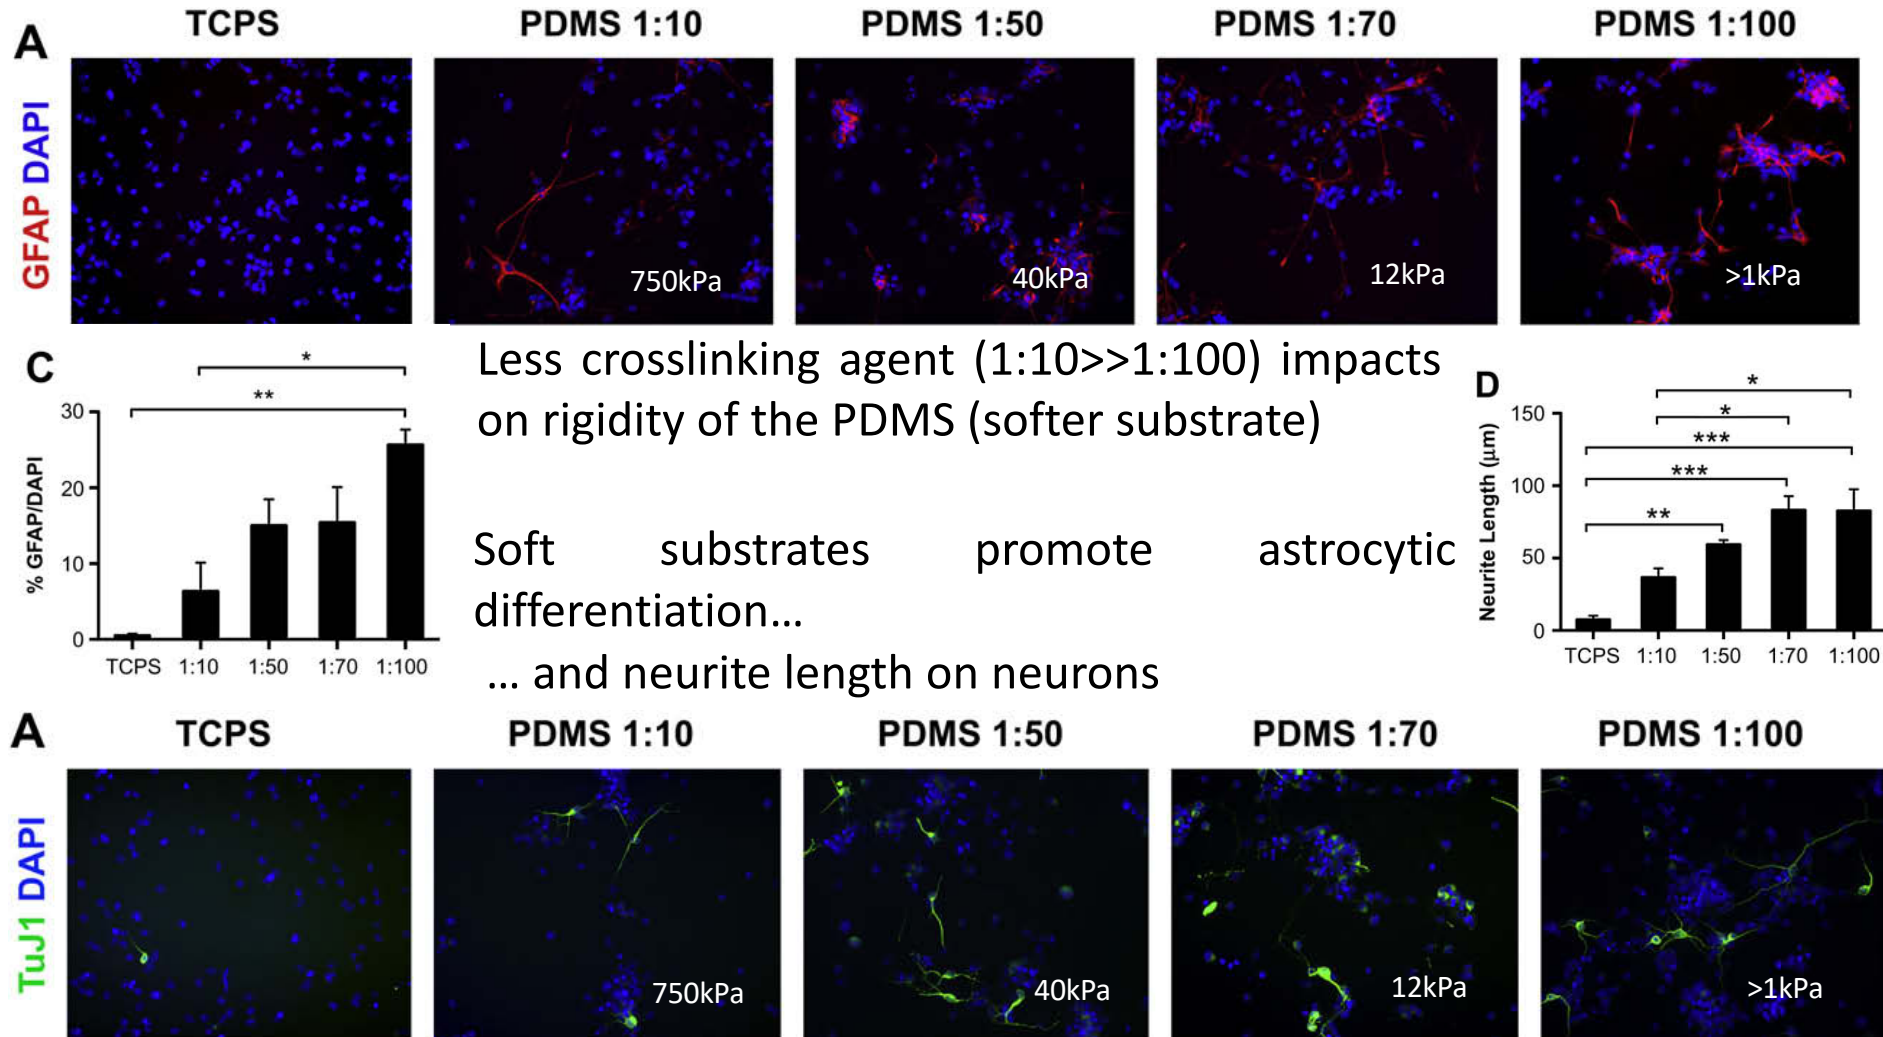 A
TCPS
PDMS 1:10
PDMS 1:50
PDMS 1:70
PDMS 1:100
GFAP DAPI
750kPa
40kPa
12kPa
>1kPa
C
*
**
30
20
10
0
% GFAP/DAPI
TCPS 1:10 1:50 1:70 1:100
Less crosslinking agent (1:10>>1:100) impacts
on rigidity of the PDMS (softer substrate)
Soft substrates promote astrocytic
differentiation...
... and neurite length on neurons
D
*
*
***
***
**
150
100
50
0
Neurite Length (μm)
TCPS 1:10 1:50 1:70 1:100
A
TCPS
PDMS 1:10
PDMS 1:50
PDMS 1:70
PDMS 1:100
TuJ1 DAPI
750kPa
40kPa
12kPa
>1kPa